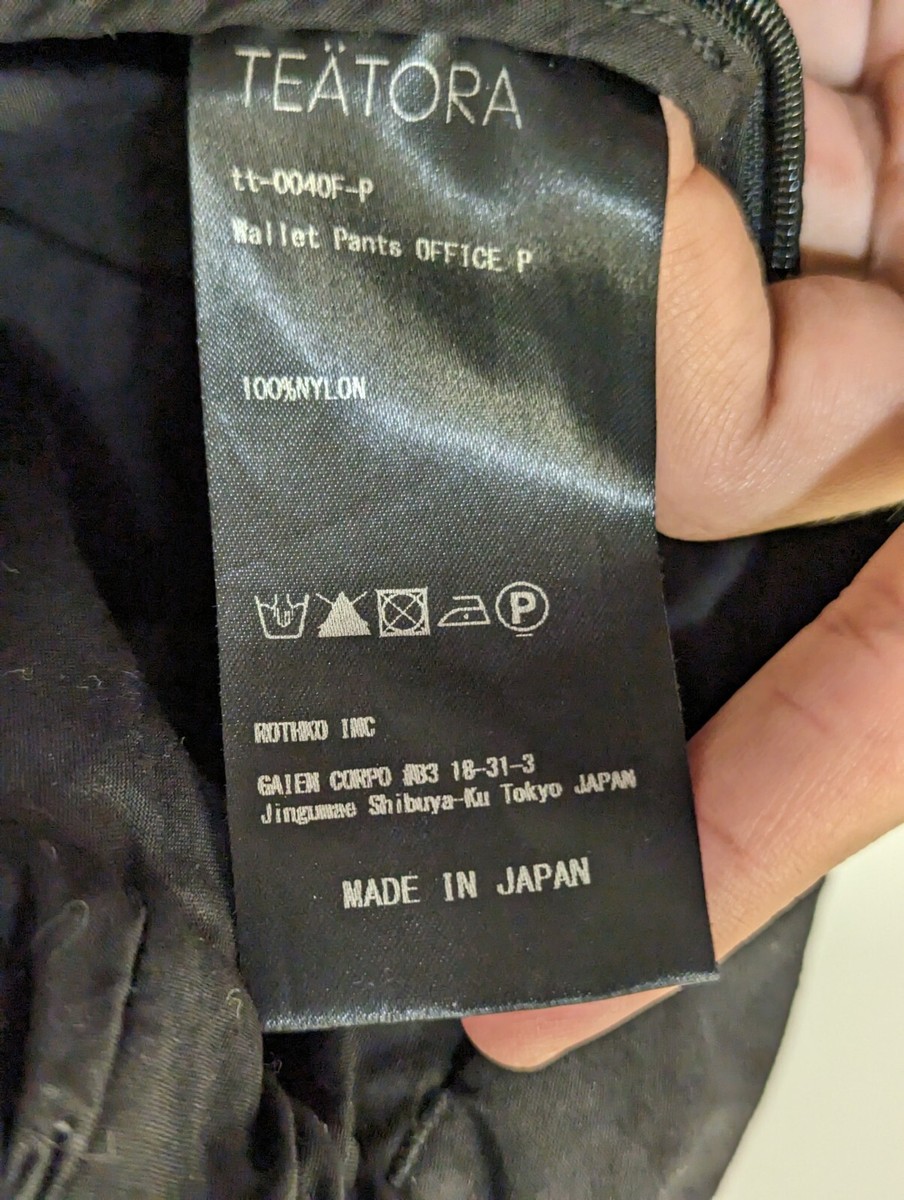 TEÄTORA
tt-0040F-P
Wallet Pants OFFICE P
100%NYLON
P
ROTHKO INC
GAIEN CORPO #03 18-31-3
Jingumae Shibuya-Ku Tokyo JAPAN
MADE IN JAPAN